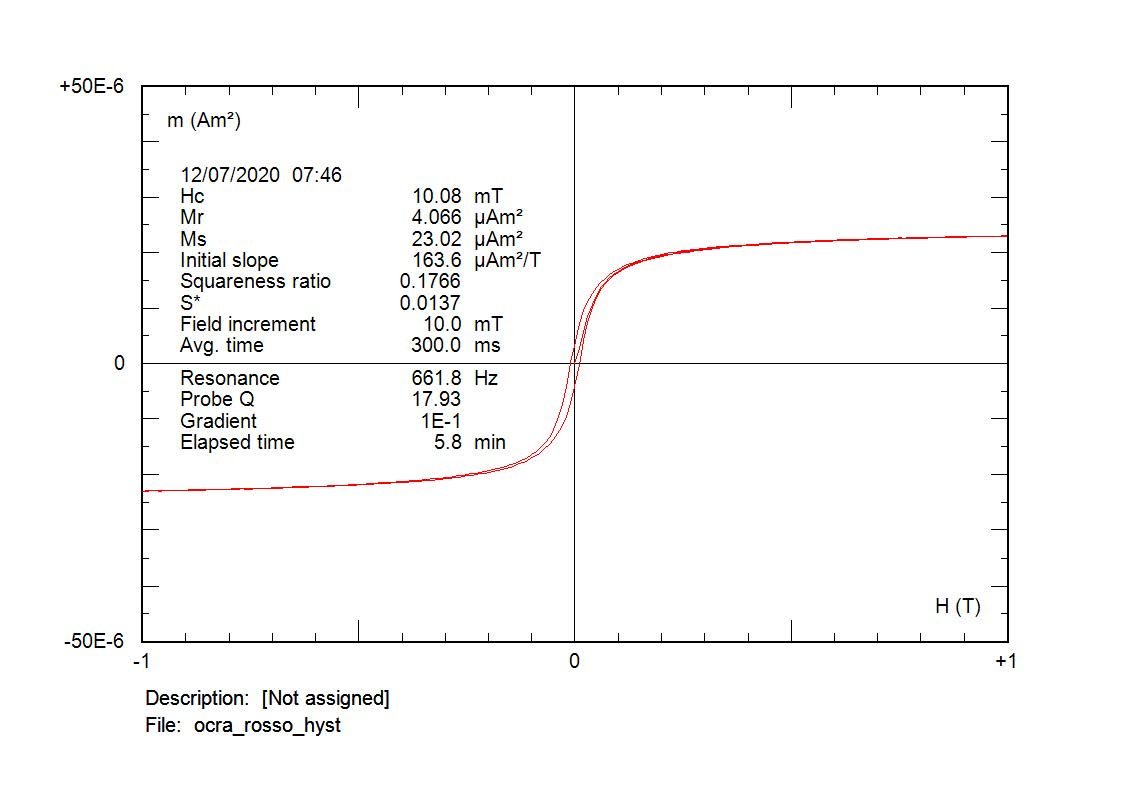 +50E-6
m (Am²)
12/07/2020 07:46
Hc 10.08 mT
Mr 4.066 µAm²
Ms 23.02 µAm²
Initial slope 163.6 µAm²/T
Squareness ratio 0.1766
S* 0.0137
Field increment 10.0 mT
Avg. time 300.0 ms
0
Resonance 661.8 Hz
Probe Q 17.93
Gradient 1E-1
Elapsed time 5.8 min
H (T)
-50E-6
-1 0 +1
Description: [Not assigned]
File: ocra_rosso_hyst